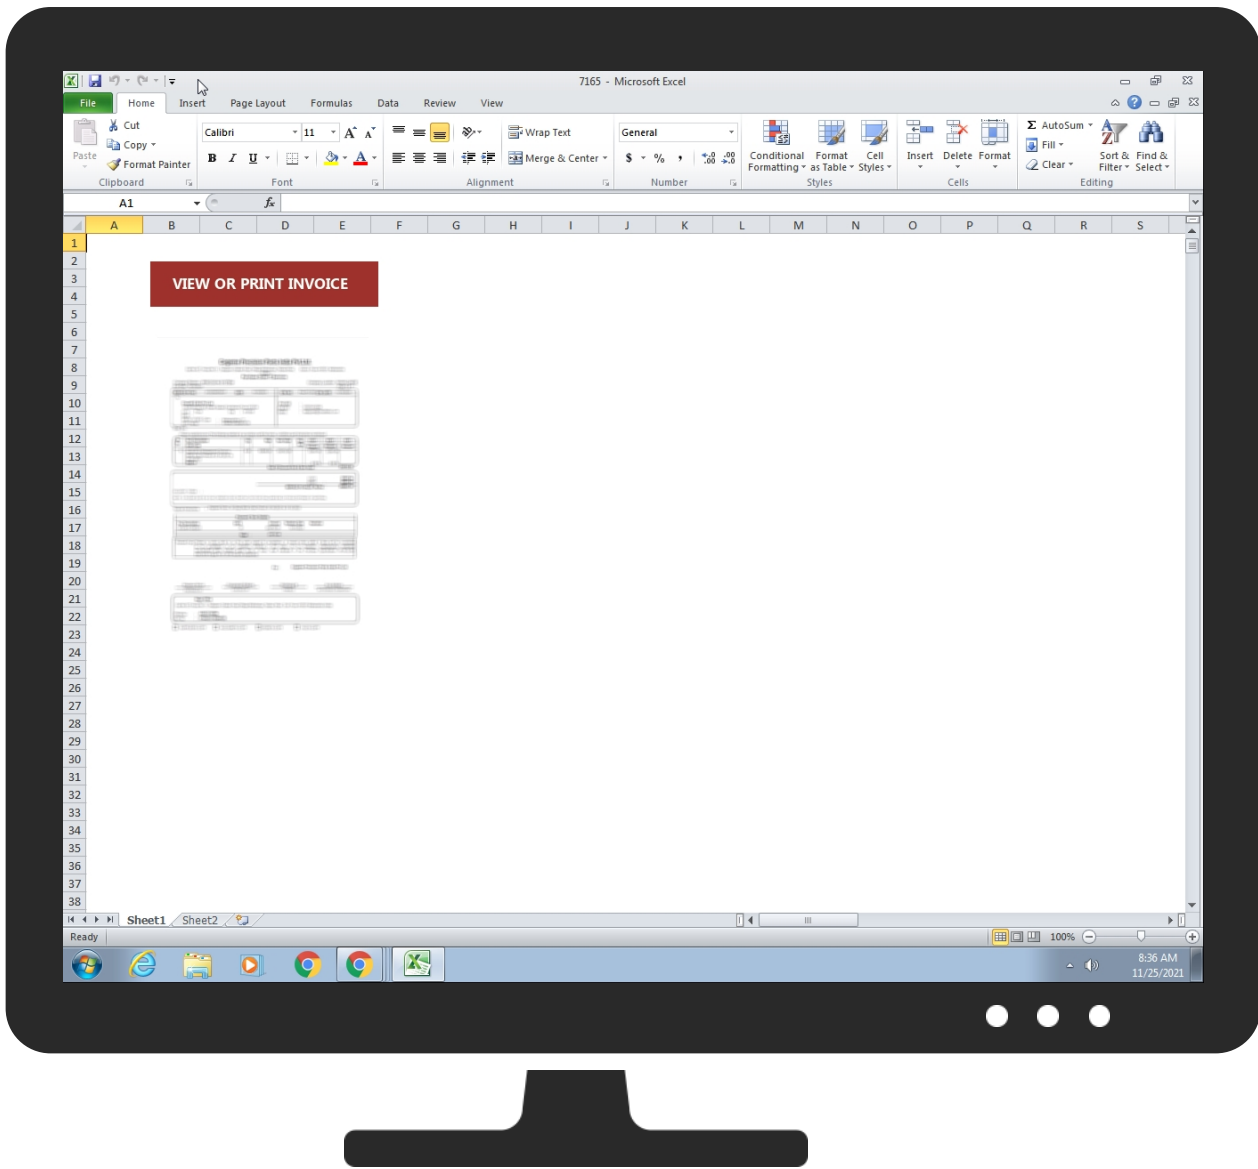 7165 - Microsoft Excel
File Home Insert Page Layout Formulas Data Review View
Paste
Cut
Copy
Format Painter
Clipboard
Calibri 11
B I U
Font
Wrap Text
Merge & Center
Alignment
General
$ % , .0 .00 .00 .0
Number
Conditional Formatting
Format as Table
Cell Styles
Styles
Insert Delete Format
Cells
Σ AutoSum
Fill
Clear
Sort & Filter
Find & Select
Editing
A1 fx
A B C D E F G H I J K L M N O P Q R S
1
2
3
VIEW OR PRINT INVOICE
4
5
6
7
8
9
10
11
12
13
14
15
16
17
18
19
20
21
22
23
24
25
26
27
28
29
30
31
32
33
34
35
36
37
38
Sheet1 Sheet2
Ready 100%
8:36 AM
11/25/2021